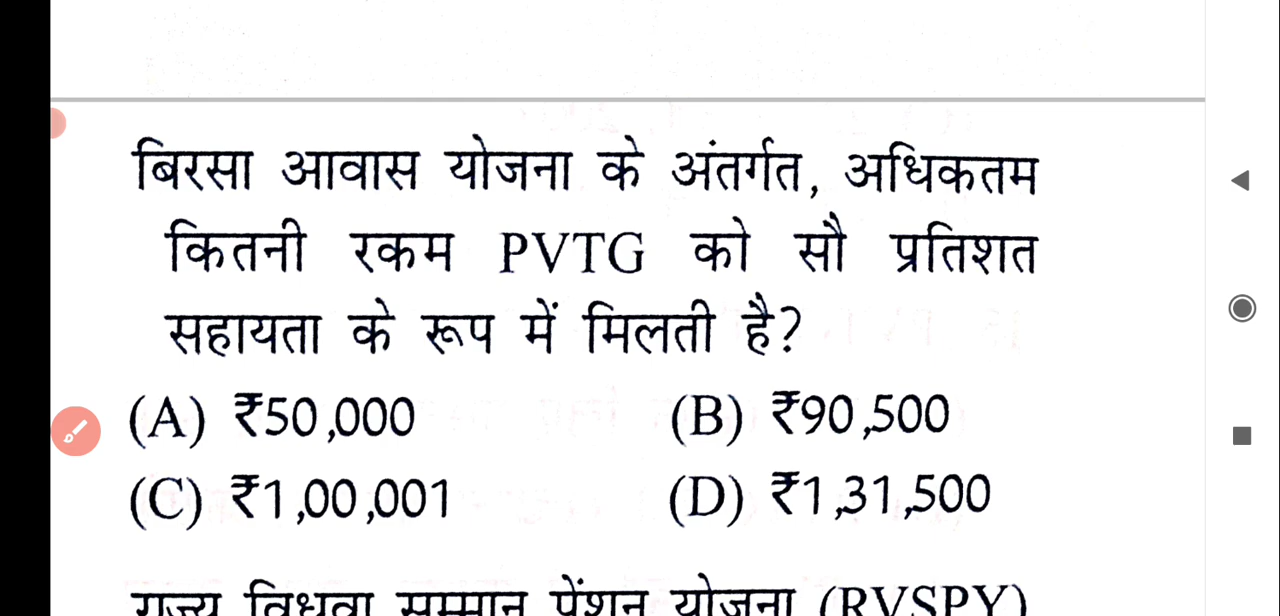 बिरसा आवास योजना के अंतर्गत, अधिकतम
कितनी रकम PVTG को सौ प्रतिशत
सहायता के रूप में मिलती है?
(A) ₹50,000 (B) ₹90,500
(C) ₹1,00,001 (D) ₹1,31,500
राज्य विधवा सम्मान पेंशन योजना (RVSPY)